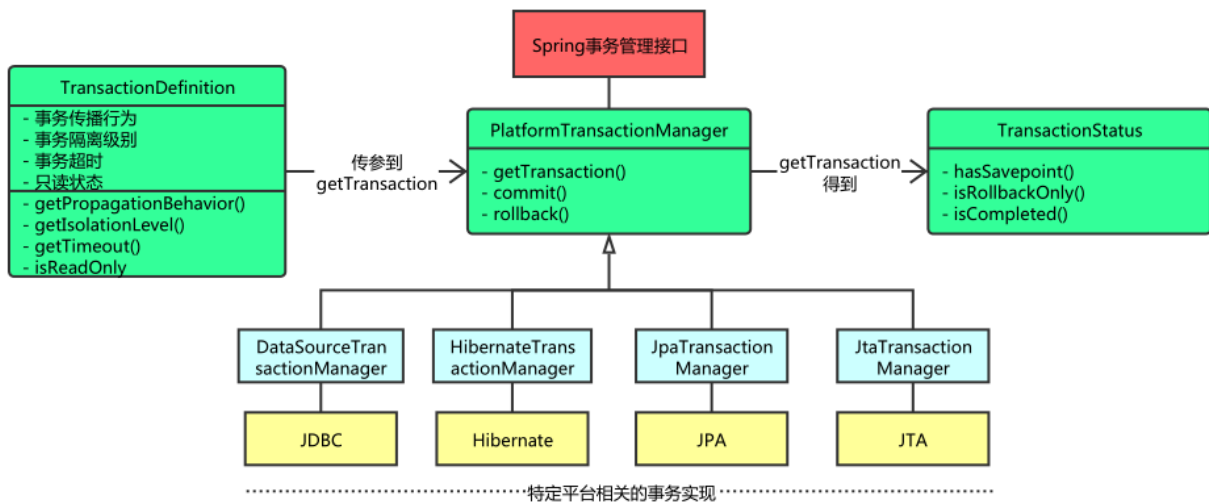 Spring事务管理接口
TransactionDefinition
- 事务传播行为
- 事务隔离级别
- 事务超时
- 只读状态
- getPropagationBehavior()
- getIsolationLevel()
- getTimeout()
- isReadOnly
传参到
getTransaction
PlatformTransactionManager
- getTransaction()
- commit()
- rollback()
getTransaction
得到
TransactionStatus
- hasSavepoint()
- isRollbackOnly()
- isCompleted()
DataSourceTran
sactionManager
HibernateTrans
actionManager
JpaTransaction
Manager
JtaTransaction
Manager
JDBC
Hibernate
JPA
JTA
特定平台相关的事务实现